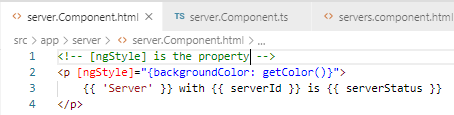 server.Component.html × TS server.Component.ts servers.component.html
src > app > server > server.Component.html > ...
1 <!-- [ngStyle] is the property -->
2 <p [ngStyle]="{backgroundColor: getColor()}">
3 {{ 'Server' }} with {{ serverId }} is {{ serverStatus }}
4 </p>